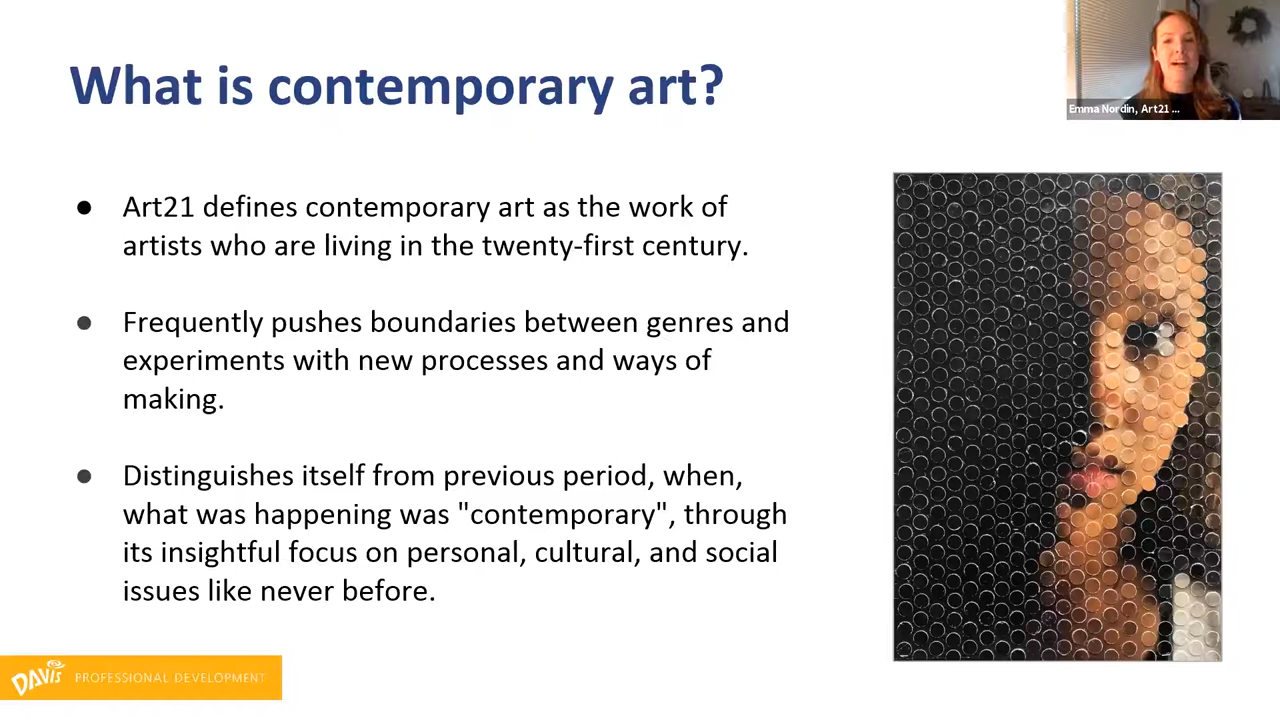 What is contemporary art?
Emma Nordin, Art21 ...
● Art21 defines contemporary art as the work of
artists who are living in the twenty-first century.
● Frequently pushes boundaries between genres and
experiments with new processes and ways of
making.
● Distinguishes itself from previous period, when,
what was happening was "contemporary", through
its insightful focus on personal, cultural, and social
issues like never before.
DAVIS PROFESSIONAL DEVELOPMENT